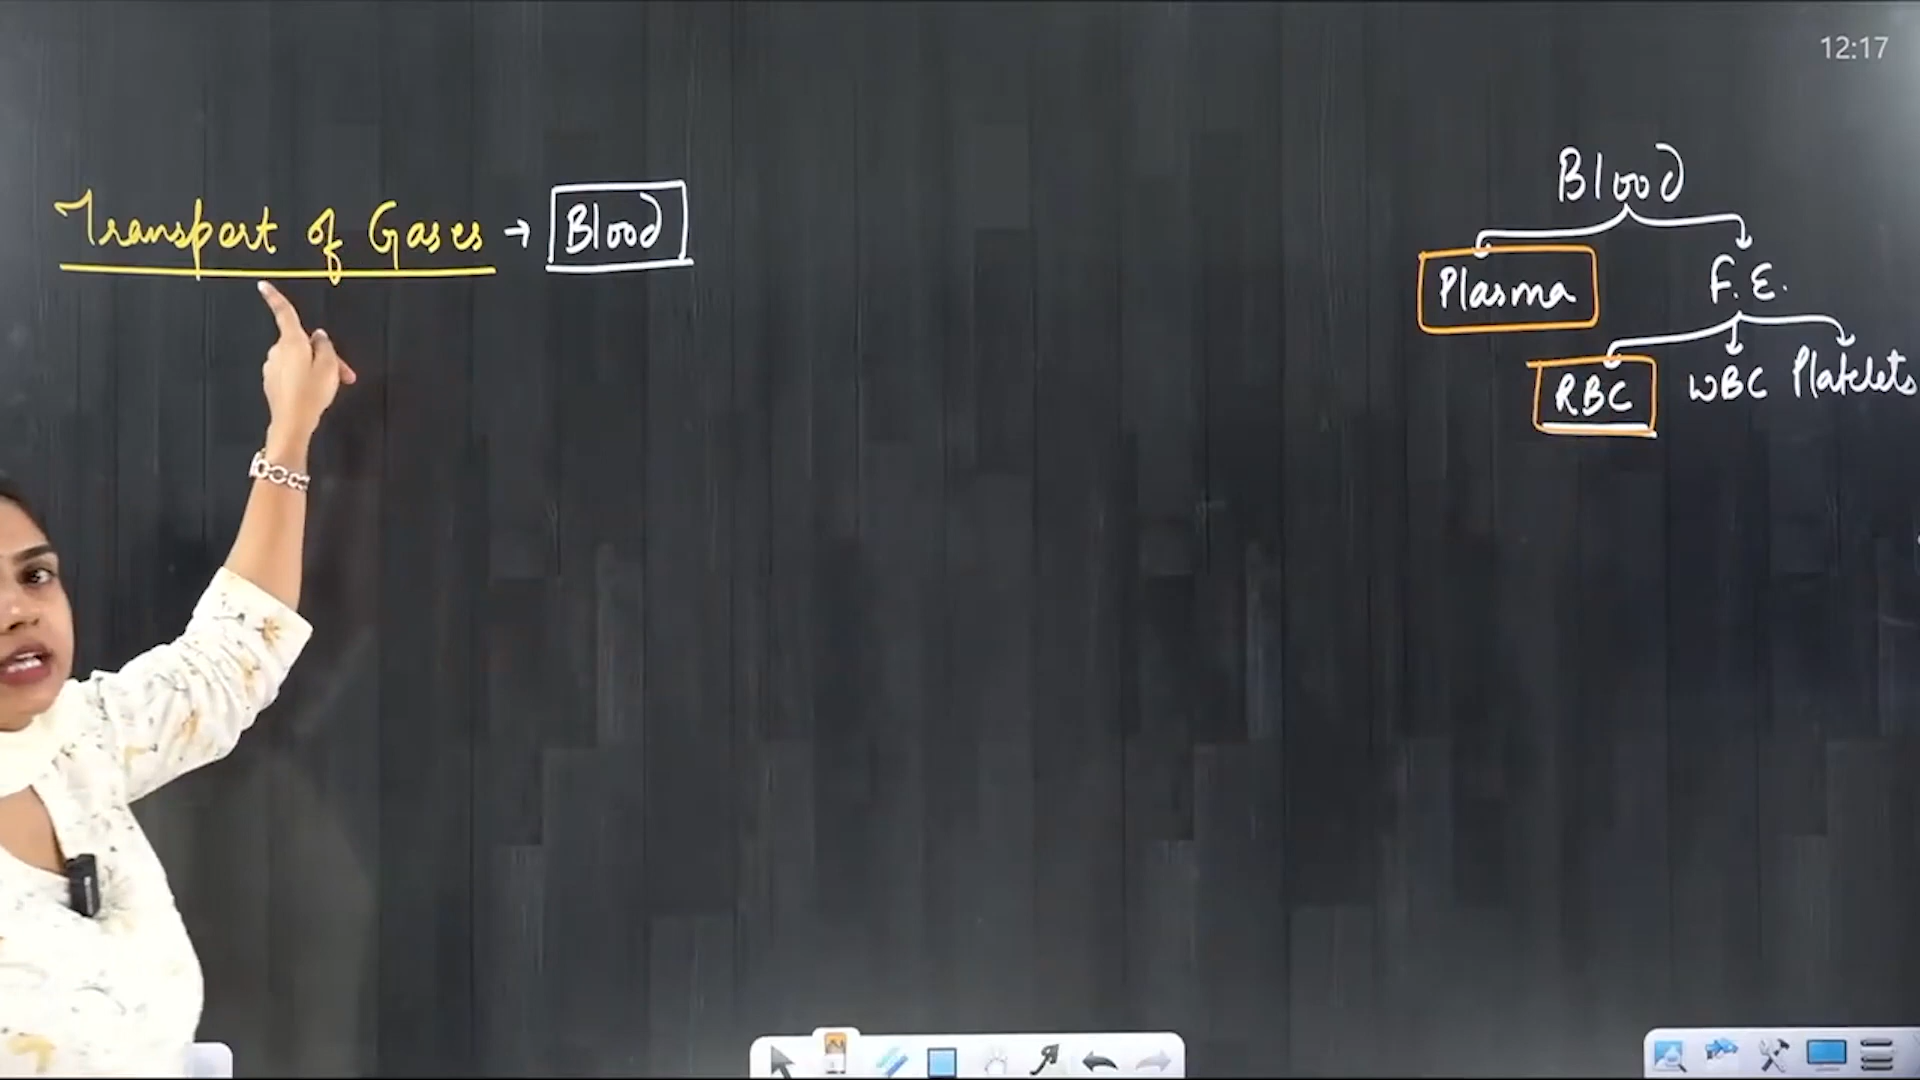 12:17
Transport of Gases → Blood
Blood
Plasma F.E.
RBC WBC Platelets